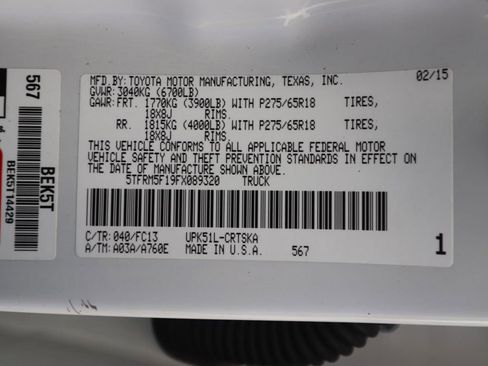 MFD. BY: TOYOTA MOTOR MANUFACTURING, TEXAS, INC. 02/15
GVWR: 3040KG (6700LB)
GAWR: FRT. 1770KG (3900LB) WITH P275/65R18 TIRES,
18X8J RIMS.
RR. 1815KG (4000LB) WITH P275/65R18 TIRES,
18X8J RIMS.
THIS VEHICLE CONFORMS TO ALL APPLICABLE FEDERAL MOTOR
VEHICLE SAFETY AND THEFT PREVENTION STANDARDS IN EFFECT ON
THE DATE OF MANUFACTURE SHOWN ABOVE.
5TFRM5F19FX089320 TRUCK
C/TR: 040/FC13 UPK51L-CRTSKA
A/TM: A03A/A760E MADE IN U.S.A. 567
1
567
BEK5T
BEK5T14429